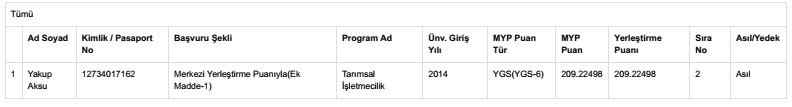 Tümü
Ad Soyad Kimlik / Pasaport No Başvuru Şekli Program Ad Ünv. Giriş Yılı MYP Puan Tür MYP Puan Yerleştirme Puanı Sıra No Asıl/Yedek
1 Yakup Aksu 12734017162 Merkezi Yerleştirme Puanıyla(Ek Madde-1) Tarımsal İşletmecilik 2014 YGS(YGS-6) 209.22498 209.22498 2 Asıl